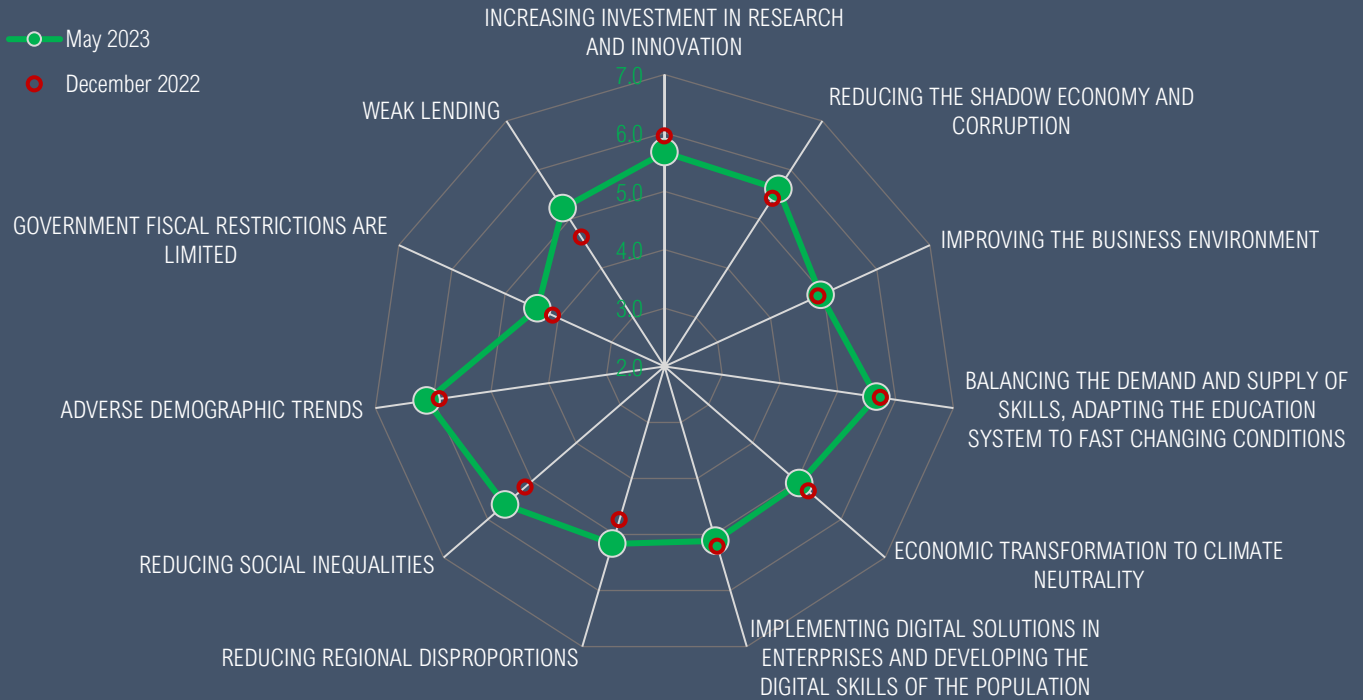 INCREASING INVESTMENT IN RESEARCH
AND INNOVATION
May 2023
December 2022
7.0
6.0
5.0
4.0
3.0
2.0
WEAK LENDING
REDUCING THE SHADOW ECONOMY AND
CORRUPTION
GOVERNMENT FISCAL RESTRICTIONS ARE
LIMITED
IMPROVING THE BUSINESS ENVIRONMENT
ADVERSE DEMOGRAPHIC TRENDS
BALANCING THE DEMAND AND SUPPLY OF
SKILLS, ADAPTING THE EDUCATION
SYSTEM TO FAST CHANGING CONDITIONS
REDUCING SOCIAL INEQUALITIES
ECONOMIC TRANSFORMATION TO CLIMATE
NEUTRALITY
REDUCING REGIONAL DISPROPORTIONS
IMPLEMENTING DIGITAL SOLUTIONS IN
ENTERPRISES AND DEVELOPING THE
DIGITAL SKILLS OF THE POPULATION